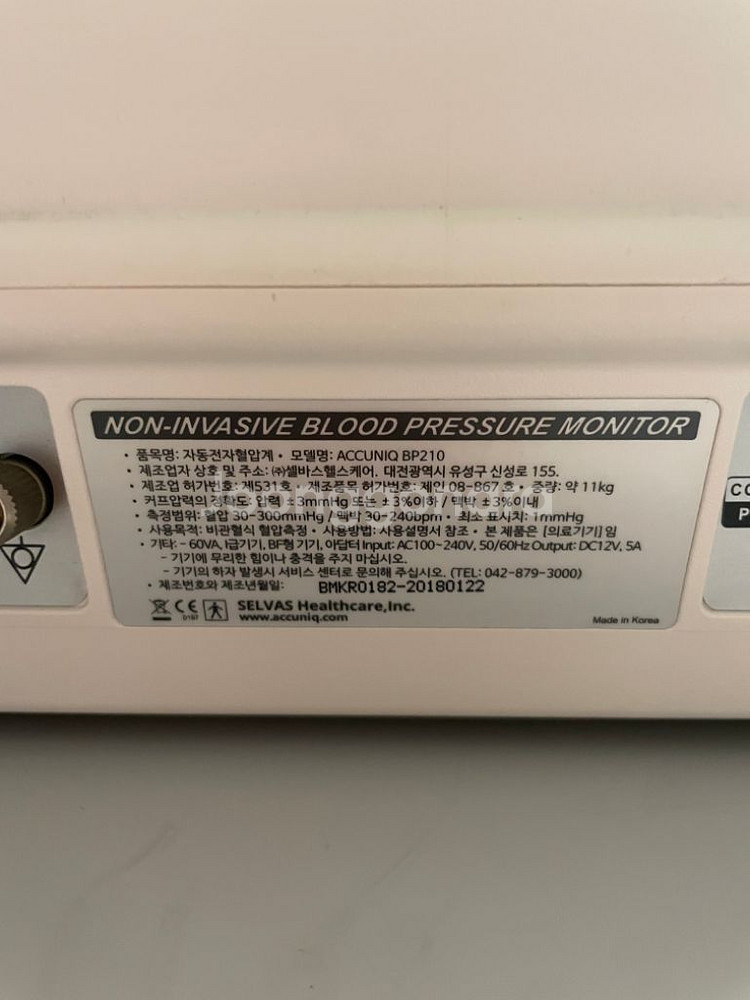 NON-INVASIVE BLOOD PRESSURE MONITOR
• 품목명: 자동전자혈압계 • 모델명: ACCUNIQ BP210
• 제조업자 상호 및 주소: ㈜셀바스헬스케어. 대전광역시 유성구 신성로 155.
• 제조업 허가번호: 제531호 • 제조품목 허가번호: 제인 08-867 호 • 중량: 약 11kg
• 커프압력의 정확도: 압력 ±3mmHg 또는 ±3%이하 / 맥박 ±3%이내
• 측정범위: 혈압 30~300mmHg / 맥박 30~240bpm • 최소 표시치: 1mmHg
• 사용목적: 비관혈식 혈압측정 • 사용방법: 사용설명서 참조 • 본 제품은 [의료기기]임
• 기타: - 60VA, I급기기, BF형 기기, 아답터 Input: AC100~240V, 50/60Hz Output: DC12V, 5A
- 기기에 무리한 힘이나 충격을 주지 마십시오.
- 기기의 하자 발생시 서비스 센터로 문의해 주십시오. (TEL: 042-879-3000)
• 제조번호와 제조년월일: BMKR0182-20180122
CE 0197 SELVAS Healthcare,Inc.
www.accuniq.com
Made in Korea
CO
P